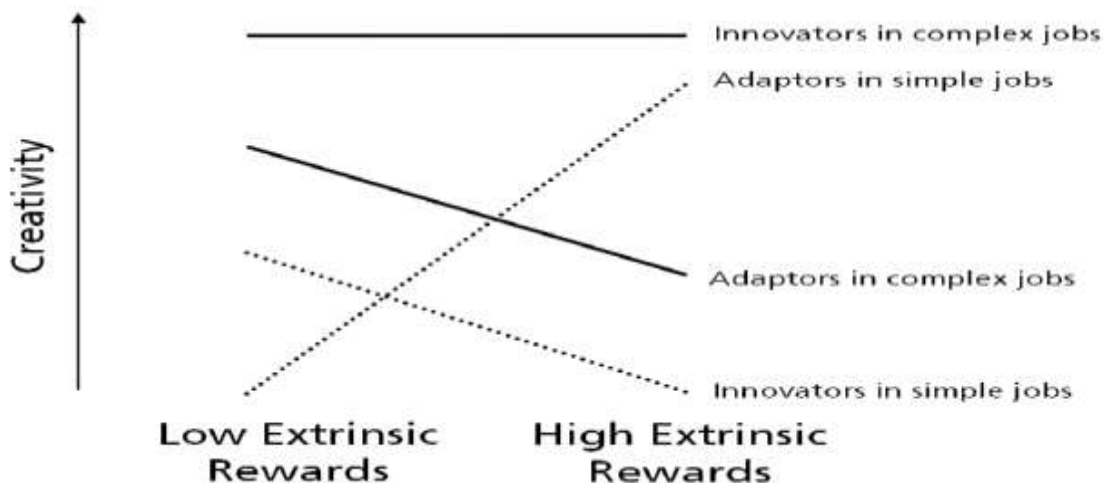 Creativity
Innovators in complex jobs
Adaptors in simple jobs
Adaptors in complex jobs
Innovators in simple jobs
Low Extrinsic
Rewards
High Extrinsic
Rewards